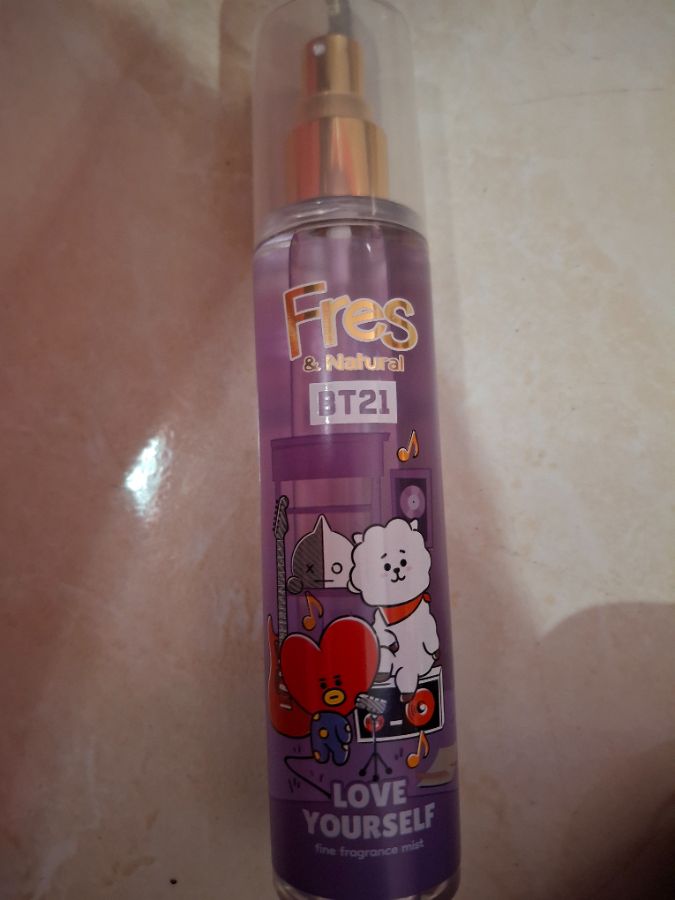 Fres
& Natural
BT21
LOVE
YOURSELF
fine fragrance mist